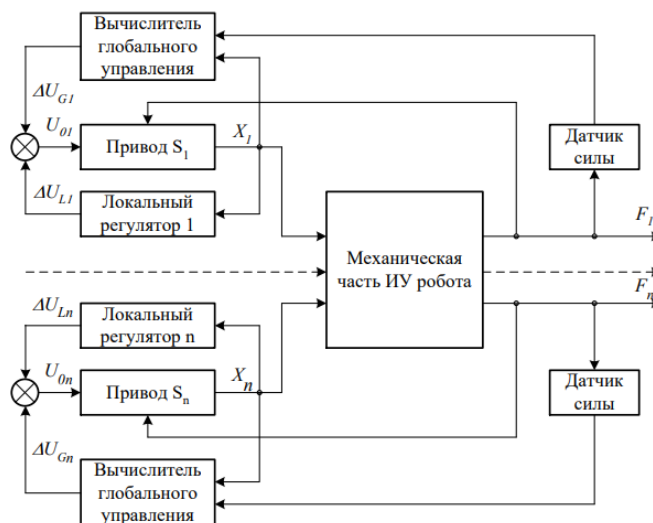 Вычислитель
глобального
управления
ΔU_G1
U_01
Привод S_1
X_1
Датчик
силы
ΔU_L1
Локальный
регулятор 1
F_1
Механическая
часть ИУ робота
F_n
ΔU_Ln
Локальный
регулятор n
U_0n
Привод S_n
X_n
Датчик
силы
ΔU_Gn
Вычислитель
глобального
управления